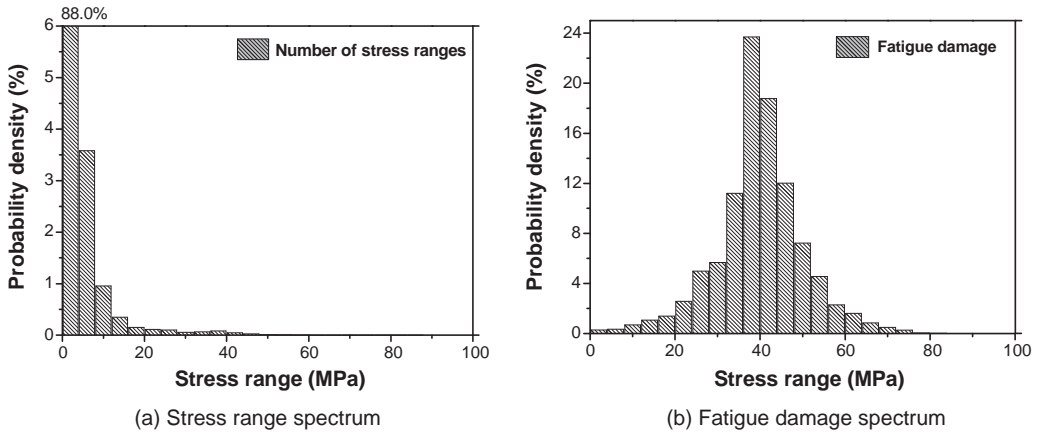 88.0%
6
5
4
3
2
1
0
Probability density (%)
Number of stress ranges
0 20 40 60 80 100
Stress range (MPa)
(a) Stress range spectrum
24
20
16
12
8
4
0
Probability density (%)
Fatigue damage
0 20 40 60 80 100
Stress range (MPa)
(b) Fatigue damage spectrum